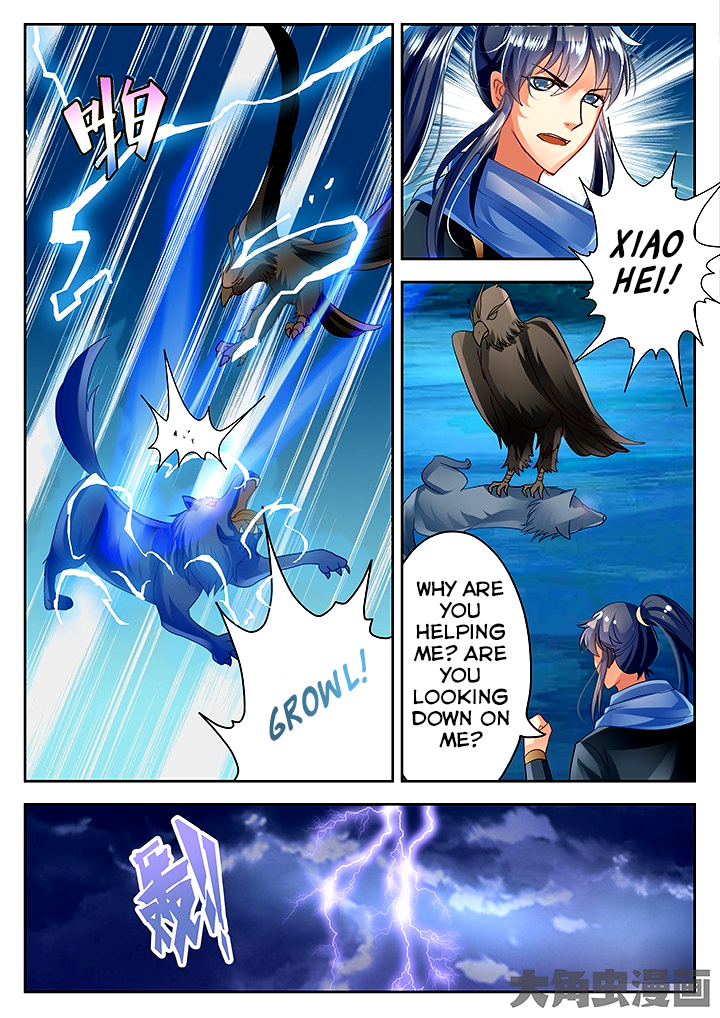 啪
GROWL!
XIAO
HEI!
WHY ARE
YOU
HELPING
ME? ARE
YOU
LOOKING
DOWN ON
ME?
轰!!
大角虫漫画